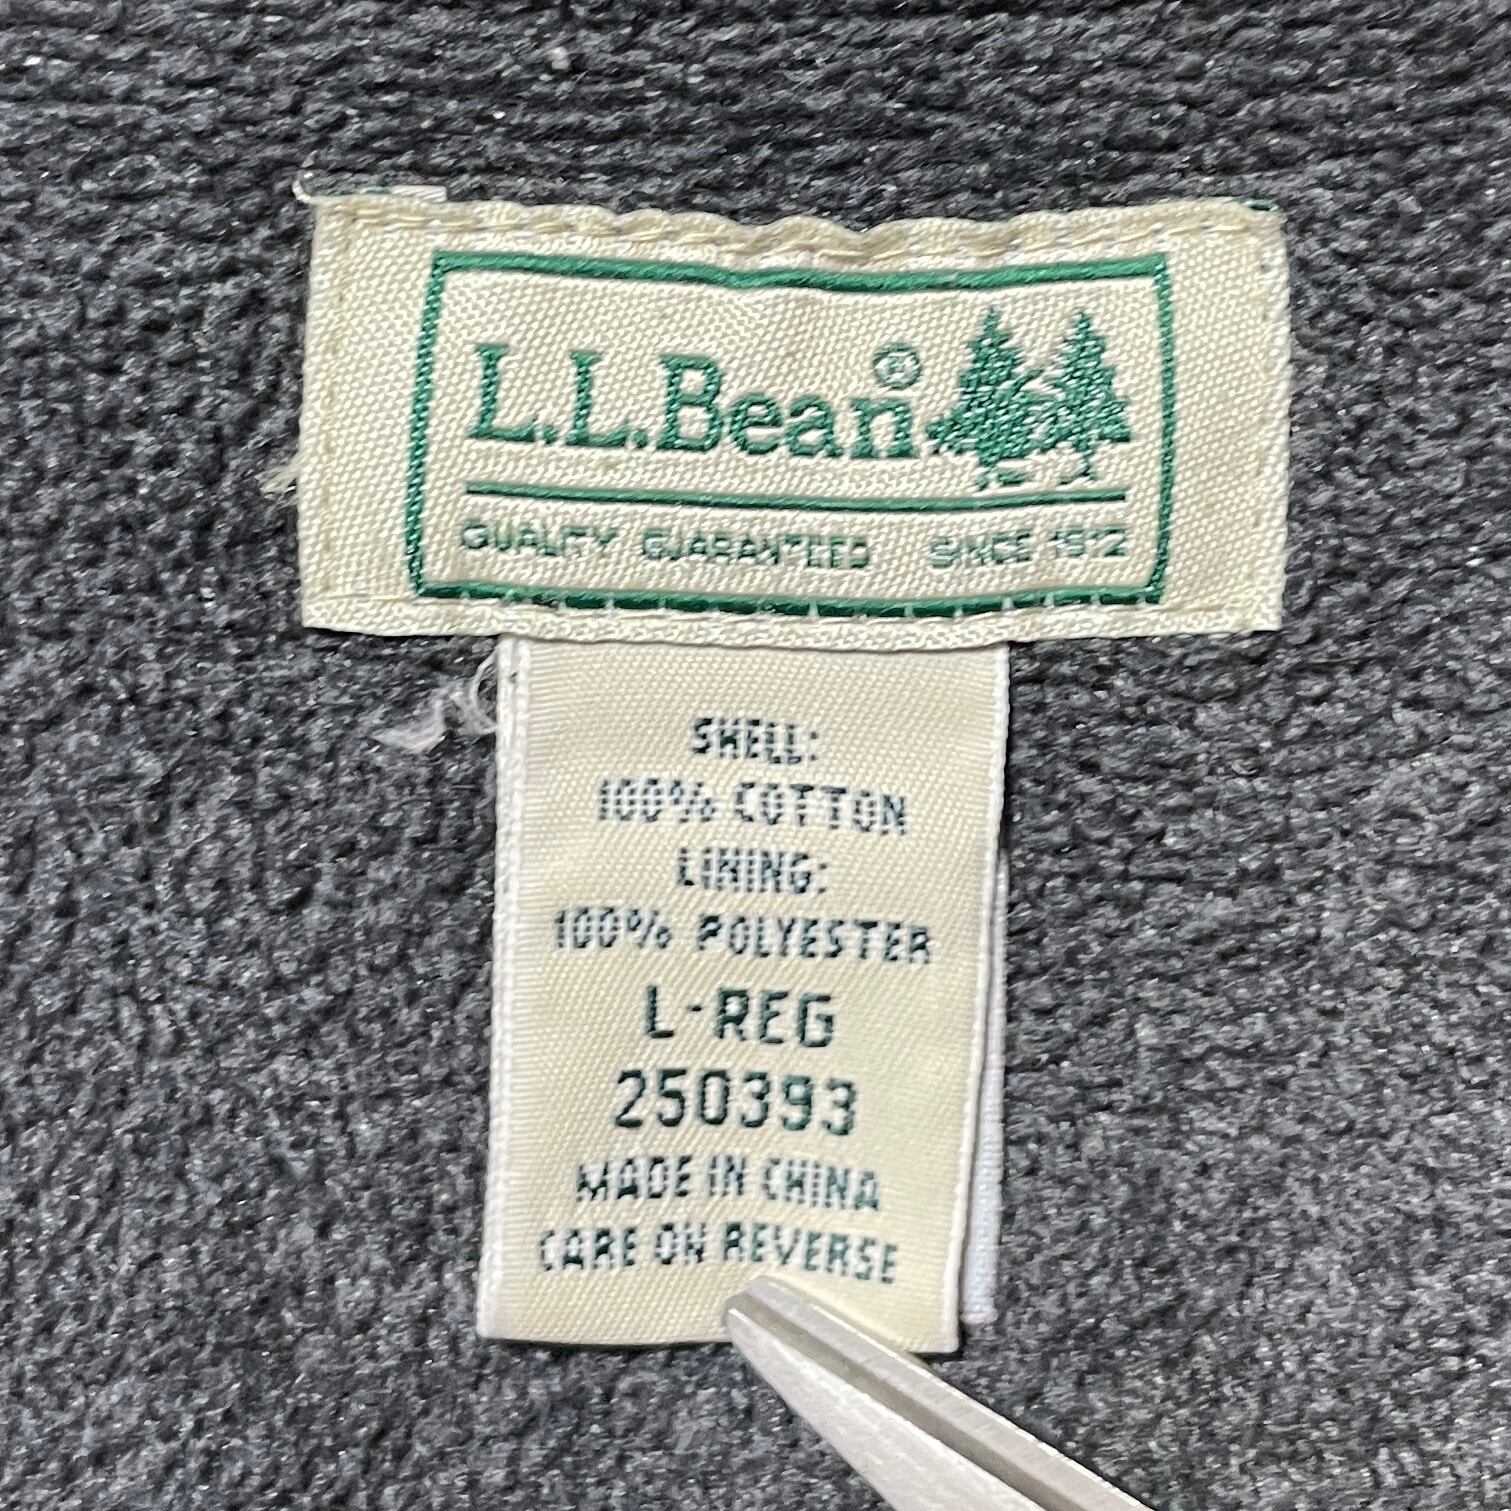 L.L.Bean®
QUALITY GUARANTEED SINCE 1912
SHELL:
100% COTTON
LINING:
100% POLYESTER
L-REG
250393
MADE IN CHINA
CARE ON REVERSE